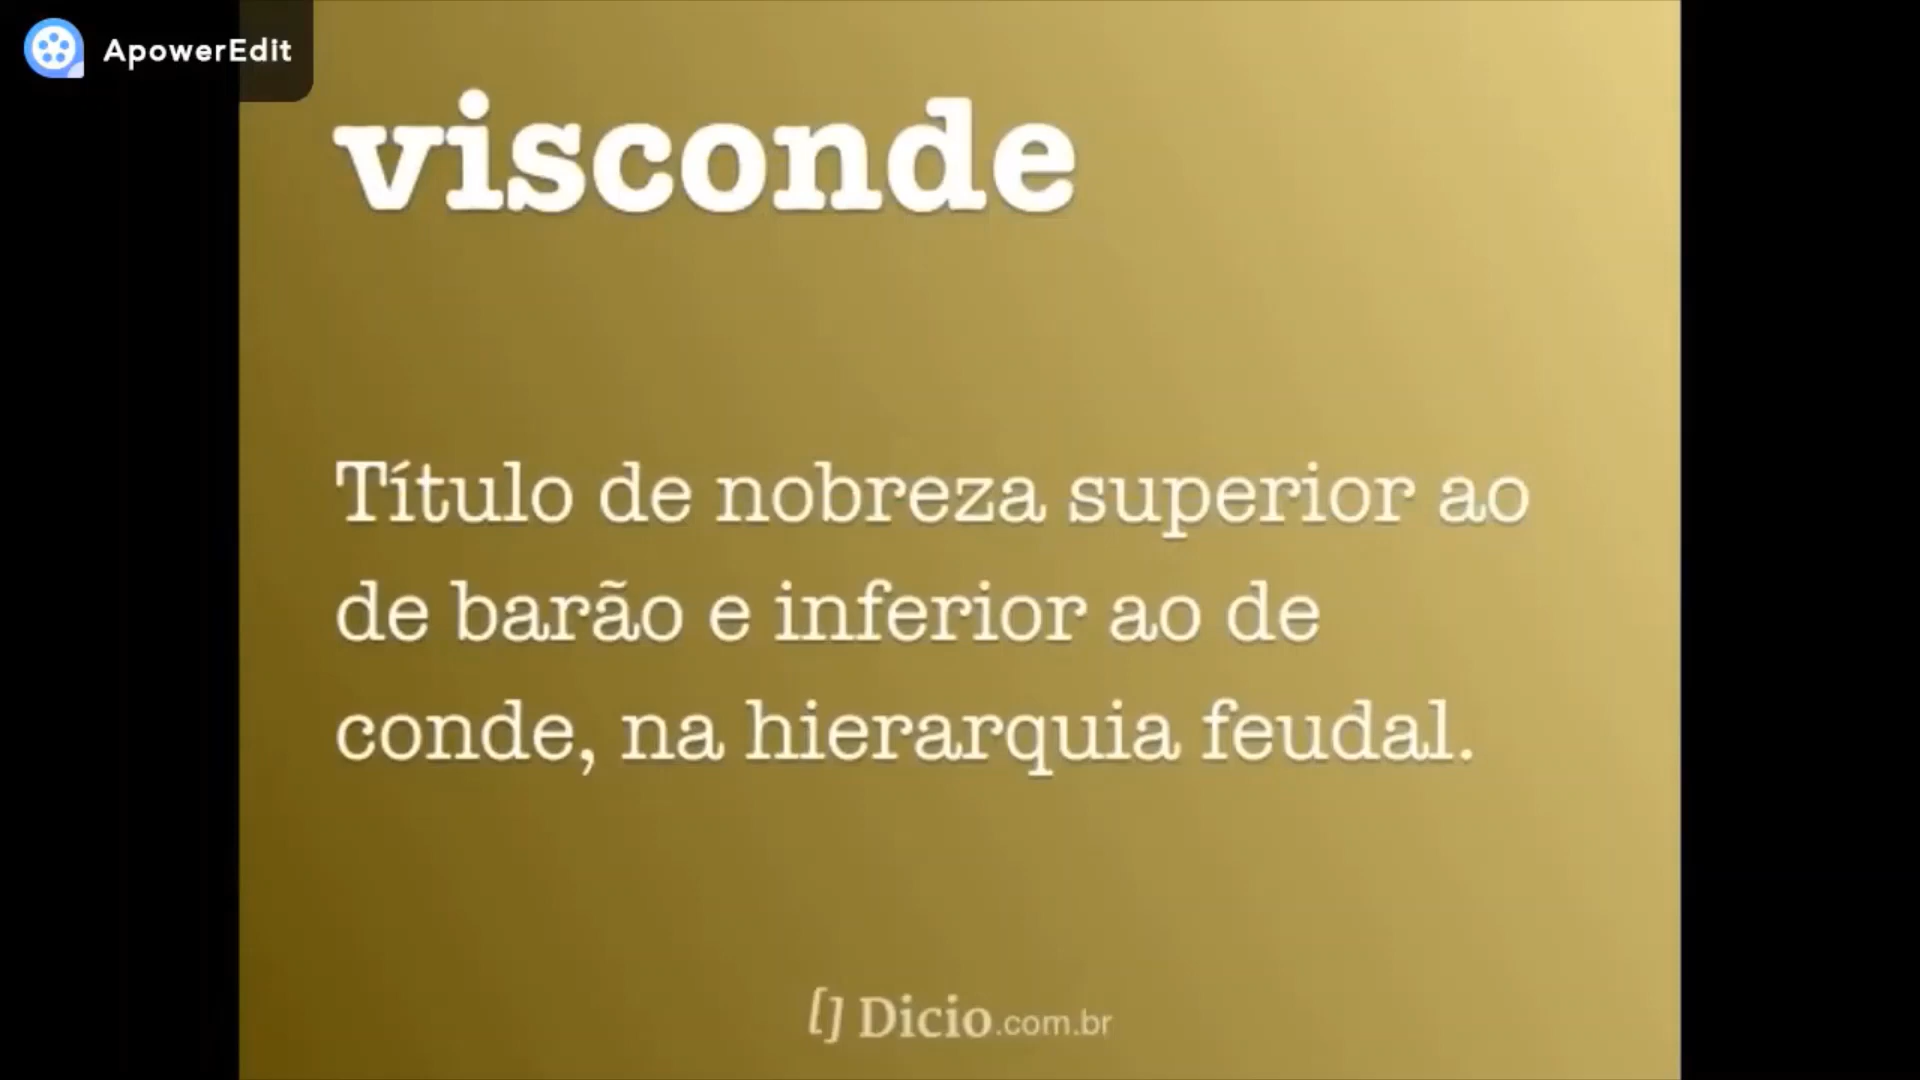 ApowerEdit
visconde
Título de nobreza superior ao
de barão e inferior ao de
conde, na hierarquia feudal.
[] Dicio.com.br